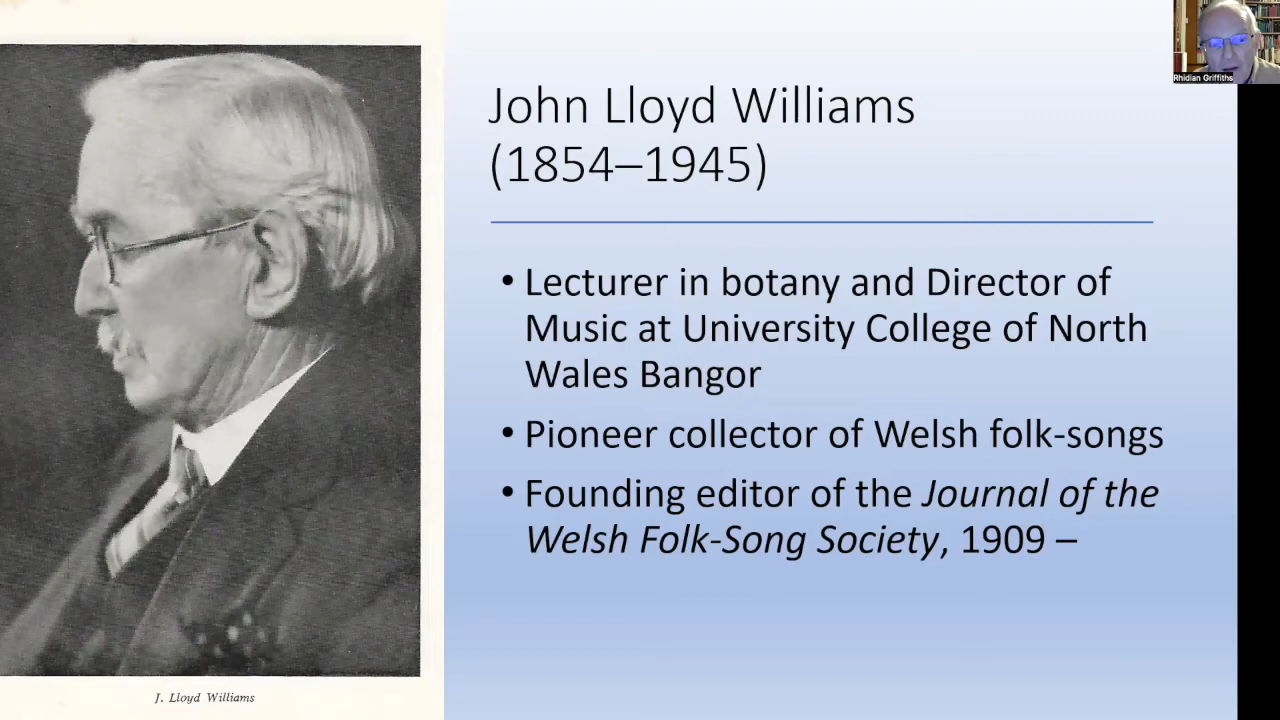 Rhidian Griffiths
John Lloyd Williams
(1854–1945)
• Lecturer in botany and Director of
Music at University College of North
Wales Bangor
• Pioneer collector of Welsh folk-songs
• Founding editor of the Journal of the
Welsh Folk-Song Society, 1909 –
J. Lloyd Williams